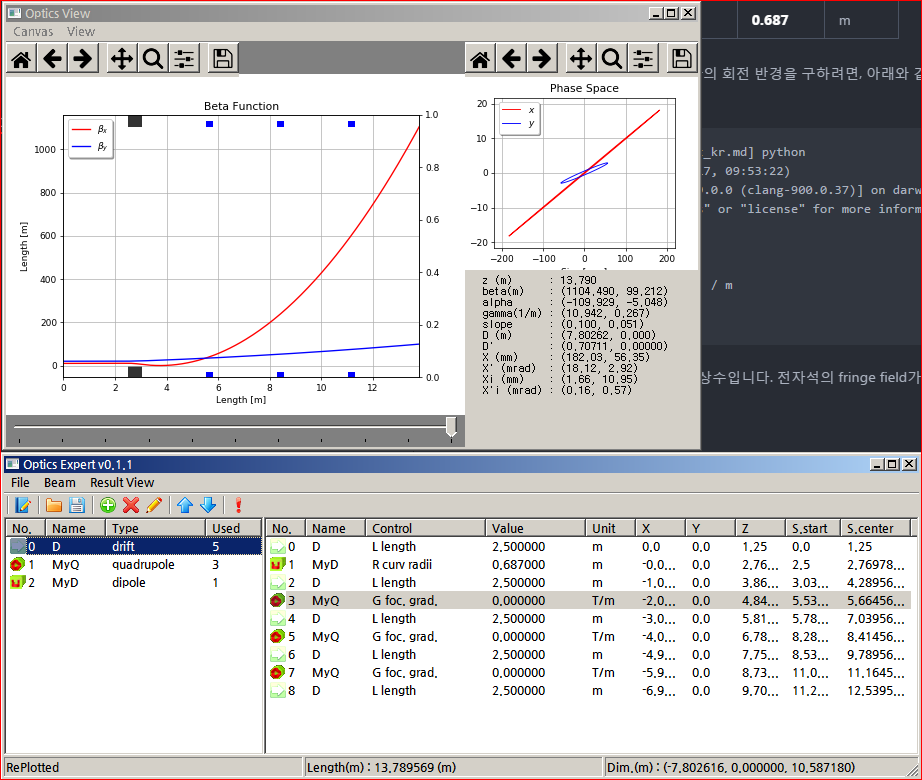 Optics View
Canvas View
Beta Function
βx
βy
1000
800
600
400
200
0
Length [m]
1.0
0.8
0.6
0.4
0.2
0.0
0 2 4 6 8 10 12
Length [m]
Phase Space
x
y
20
10
0
−10
−20
−200 −100 0 100 200
z (m) : 13,790
beta(m) : (1104,490, 99,212)
alpha : (-109,929, -5,048)
gamma(1/m) : (10,942, 0,267)
slope : (0,100, 0,051)
D (m) : (7,80262, 0,000)
D' : (0,70711, 0,00000)
X (mm) : (182,03, 56,35)
X' (mrad) : (18,12, 2,92)
Xi (mm) : (1,66, 10,95)
X'i (mrad) : (0,16, 0,57)
0.687 m
의 회전 반경을 구하려면, 아래와
_kr.md] python
7, 09:53:22)
.0.0 (clang-900.0.37)] on darw
" or "license" for more inform
/ m
상수입니다. 전자석의 fringe field가
Optics Expert v0,1,1
File Beam Result View
No, Name Type Used
0 D drift 5
1 MyQ quadrupole 3
2 MyD dipole 1
No, Name Control Value Unit X Y Z S,start S,center
0 D L length 2,500000 m 0,0 0,0 1,25 0,0 1,25
1 MyD R curv radii 0,687000 m -0,0... 0,0 2,76... 2,5 2,76978...
2 D L length 2,500000 m -1,0... 0,0 3,86... 3,03... 4,28956...
3 MyQ G foc, grad, 0,000000 T/m -2,0... 0,0 4,84... 5,53... 5,66456...
4 D L length 2,500000 m -3,0... 0,0 5,81... 5,78... 7,03956...
5 MyQ G foc, grad, 0,000000 T/m -4,0... 0,0 6,78... 8,28... 8,41456...
6 D L length 2,500000 m -4,9... 0,0 7,75... 8,53... 9,78956...
7 MyQ G foc, grad, 0,000000 T/m -5,9... 0,0 8,73... 11,0... 11,1645...
8 D L length 2,500000 m -6,9... 0,0 9,70... 11,2... 12,5395...
RePlotted
Length(m) : 13,789569 (m)
Dim,(m) : (-7,802616, 0,000000, 10,587180)